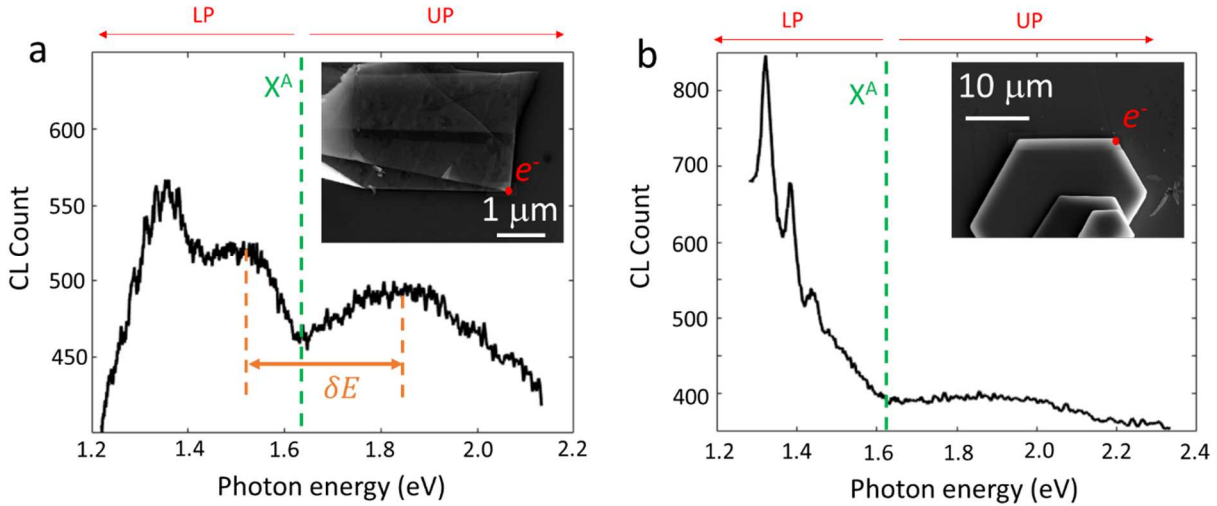 LP UP
a
X^A
e⁻
1 μm
δE
CL Count
600
550
500
450
1.2 1.4 1.6 1.8 2.0 2.2
Photon energy (eV)
LP UP
b
X^A
10 μm
e⁻
CL Count
800
700
600
500
400
1.2 1.4 1.6 1.8 2.0 2.2 2.4
Photon energy (eV)